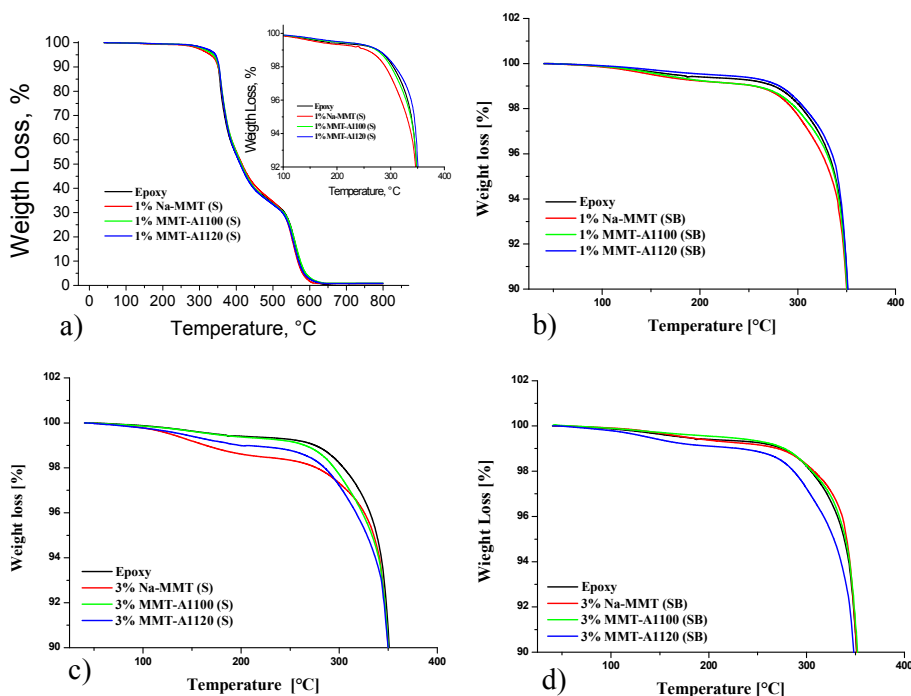 100
90
80
70
60
50
40
30
20
10
0
Weigth Loss, %
0 100 200 300 400 500 600 700 800
Temperature, °C
Epoxy
1% Na-MMT (S)
1% MMT-A1100 (S)
1% MMT-A1120 (S)
a)
100
98
96
94
92
Weigth Loss, %
100 200 300 400
Temperature, °C
Epoxy
1% Na-MMT (S)
1% MMT-A1100 (S)
1% MMT-A1120 (S)
102
100
98
96
94
92
90
Weight loss [%]
100 200 300 400
Temperature [°C]
Epoxy
1% Na-MMT (SB)
1% MMT-A1100 (SB)
1% MMT-A1120 (SB)
b)
102
100
98
96
94
92
90
Weight loss [%]
100 200 300 400
Temperature [°C]
Epoxy
3% Na-MMT (S)
3% MMT-A1100 (S)
3% MMT-A1120 (S)
c)
102
100
98
96
94
92
90
Wieght Loss [%]
100 200 300 400
Temperature [°C]
Epoxy
3% Na-MMT (SB)
3% MMT-A1100 (SB)
3% MMT-A1120 (SB)
d)